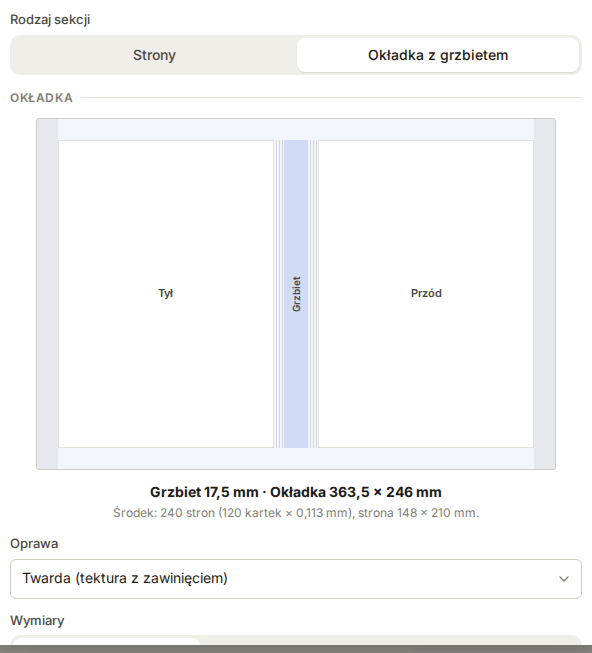 Rodzaj sekcji
Strony
Okładka z grzbietem
OKŁADKA
Tył
Grzbiet
Przód
Grzbiet 17,5 mm · Okładka 363,5 × 246 mm
Środek: 240 stron (120 kartek × 0,113 mm), strona 148 × 210 mm.
Oprawa
Twarda (tektura z zawinięciem)
Wymiary